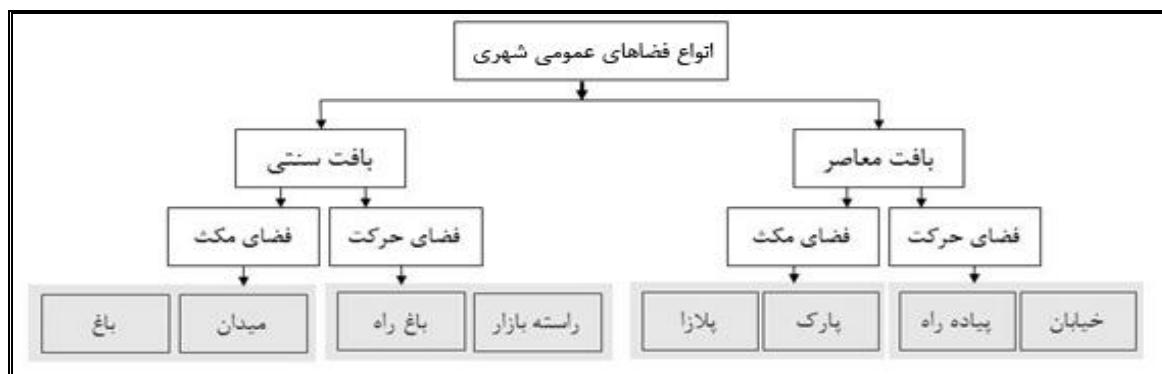 انواع فضاهای عمومی شهری
بافت معاصر
بافت سنتی
فضای حرکت
فضای مکث
فضای حرکت
فضای مکث
خیابان
پیاده راه
پارک
پلازا
راسته بازار
باغ راه
میدان
باغ